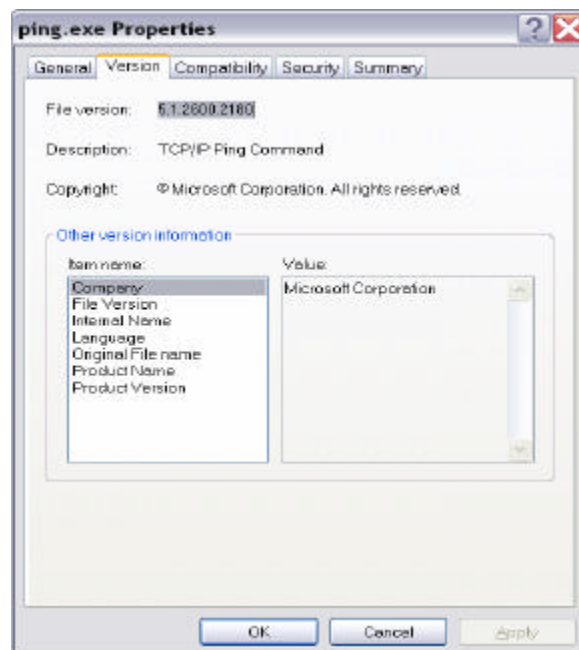 ping.exe Properties
General Version Compatibility Security Summary
File version: 5.1.2600.2180
Description: TCP/IP Ping Command
Copyright: © Microsoft Corporation. All rights reserved.
Other version information
Item name: Value:
Company Microsoft Corporation
File Version
Internal Name
Language
Original File name
Product Name
Product Version
OK Cancel Apply